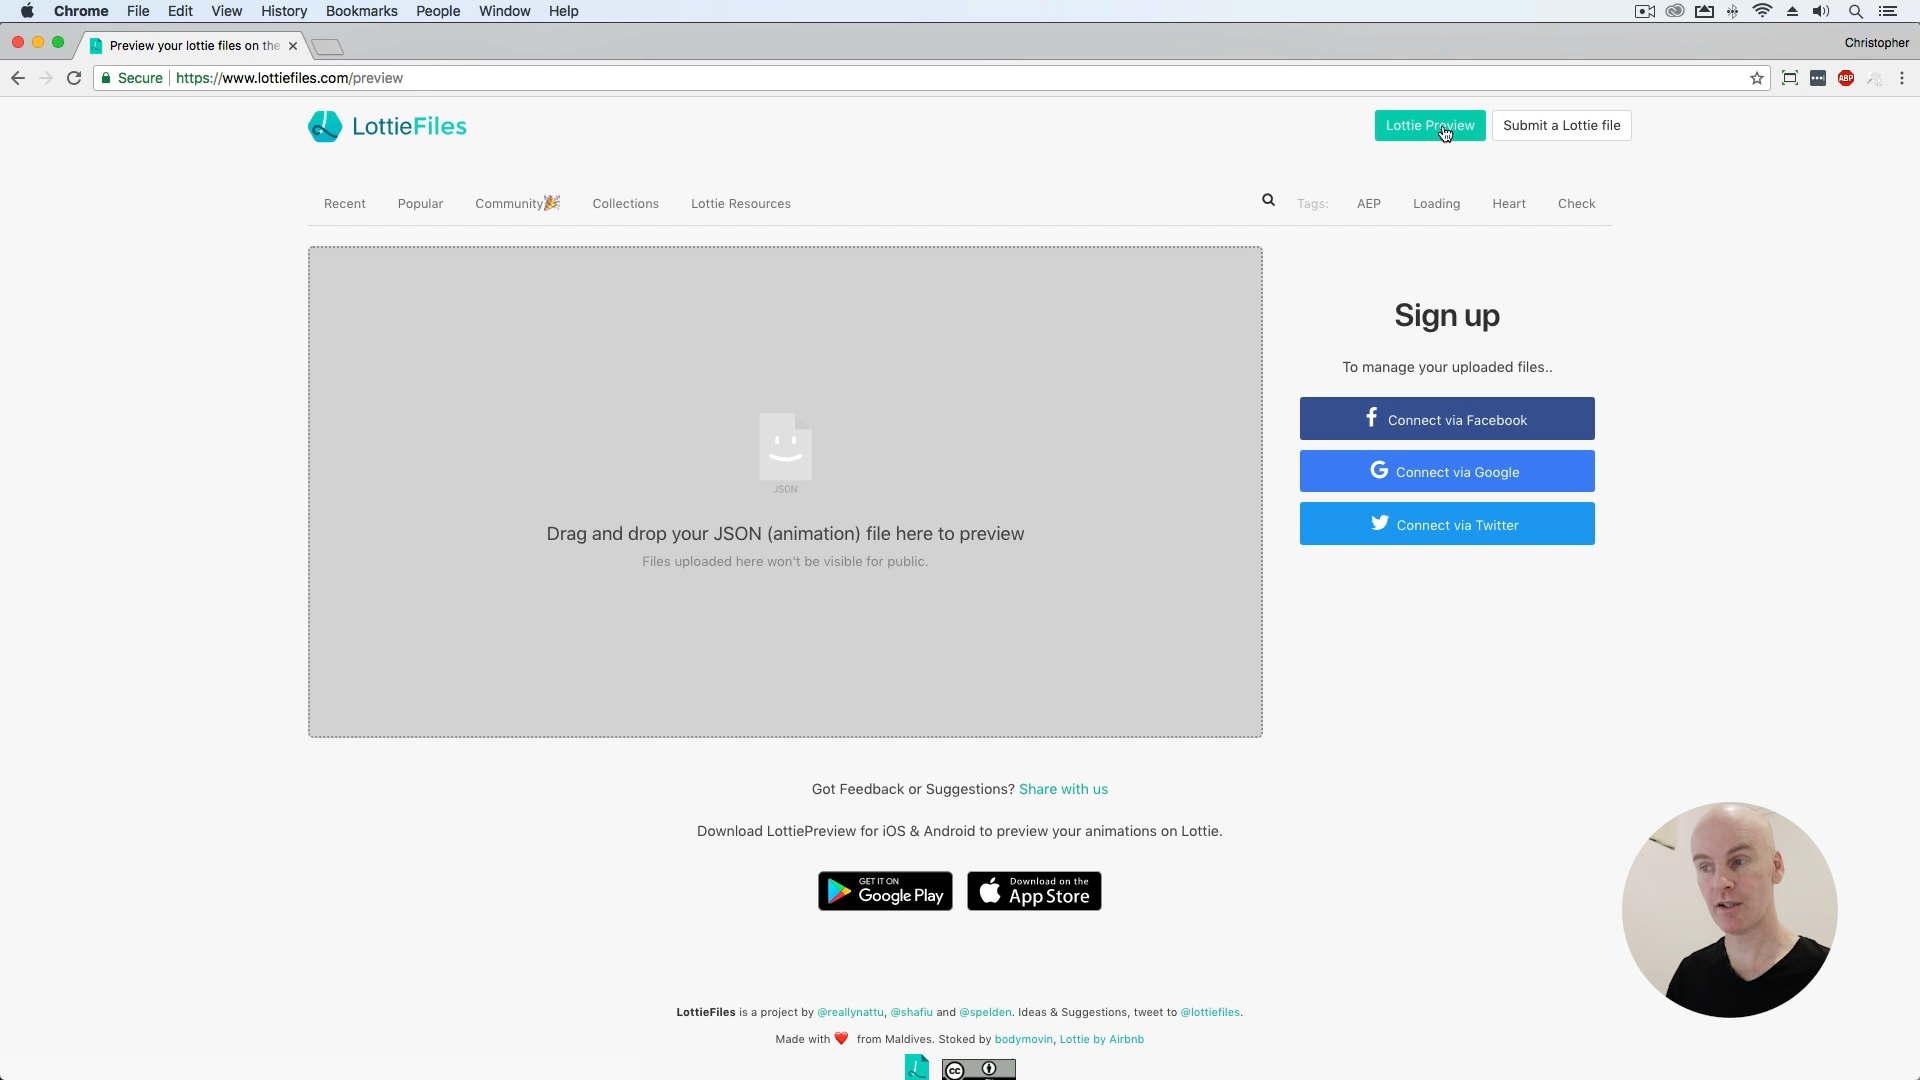 Chrome File Edit View History Bookmarks People Window Help
Preview your lottie files on the
Christopher
Secure https://www.lottiefiles.com/preview
ABP
LottieFiles
Lottie Preview
Submit a Lottie file
Recent Popular Community Collections Lottie Resources
Tags: AEP Loading Heart Check
Sign up
To manage your uploaded files..
Connect via Facebook
Connect via Google
Connect via Twitter
JSON
Drag and drop your JSON (animation) file here to preview
Files uploaded here won't be visible for public.
Got Feedback or Suggestions? Share with us
Download LottiePreview for iOS & Android to preview your animations on Lottie.
GET IT ON
Google Play
Download on the
App Store
LottieFiles is a project by @reallynattu, @shafiu and @spelden. Ideas & Suggestions, tweet to @lottiefiles.
Made with from Maldives. Stoked by bodymovin, Lottie by Airbnb
cc